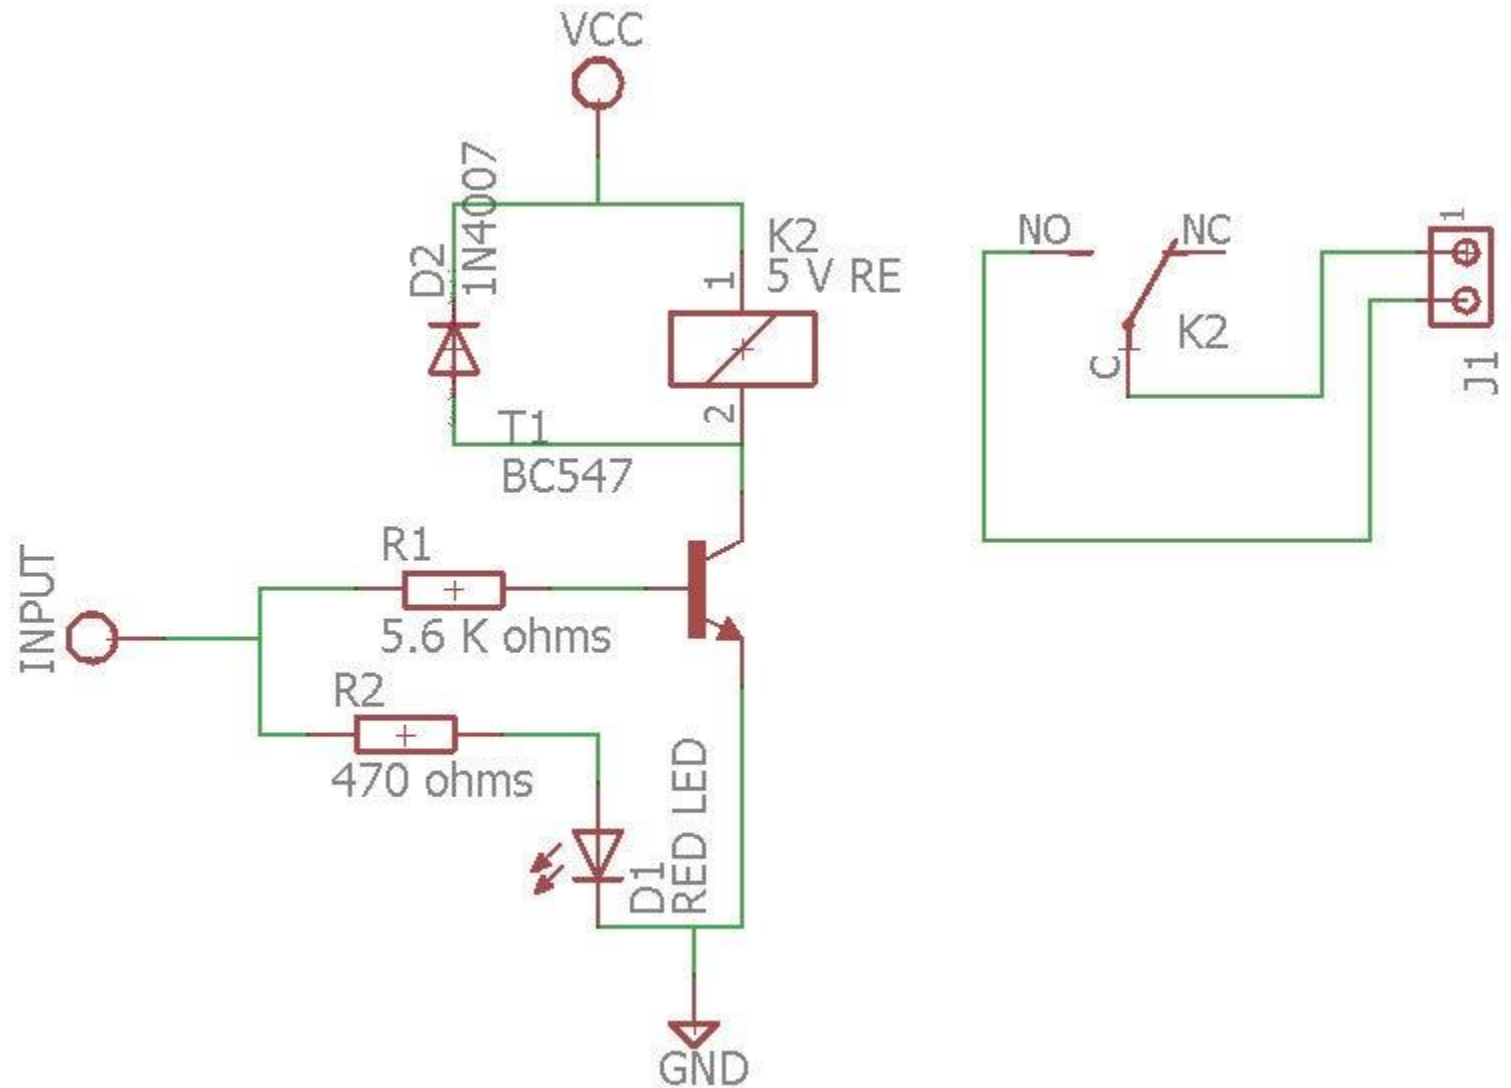 VCC
D2
1N4007
K2
5 V RE
1
2
T1
BC547
R1
5.6 K ohms
INPUT
R2
470 ohms
D1
RED LED
GND
NO
NC
C
K2
1
J1